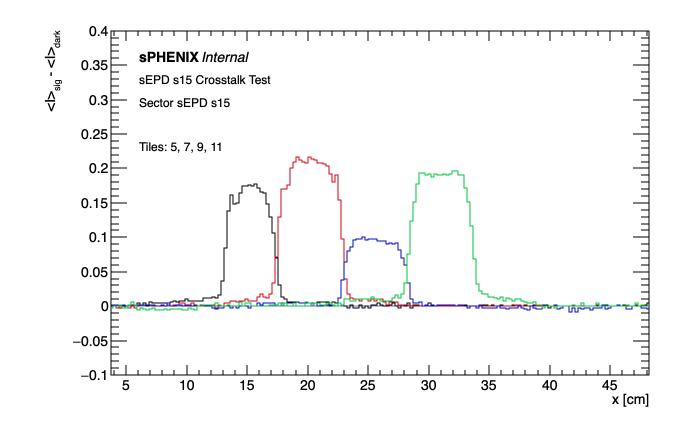 0.4
0.35
0.3
0.25
0.2
0.15
0.1
0.05
0
−0.05
−0.1
<I>sig - <I>dark
sPHENIX Internal
sEPD s15 Crosstalk Test
Sector sEPD s15
Tiles: 5, 7, 9, 11
5 10 15 20 25 30 35 40 45
x [cm]